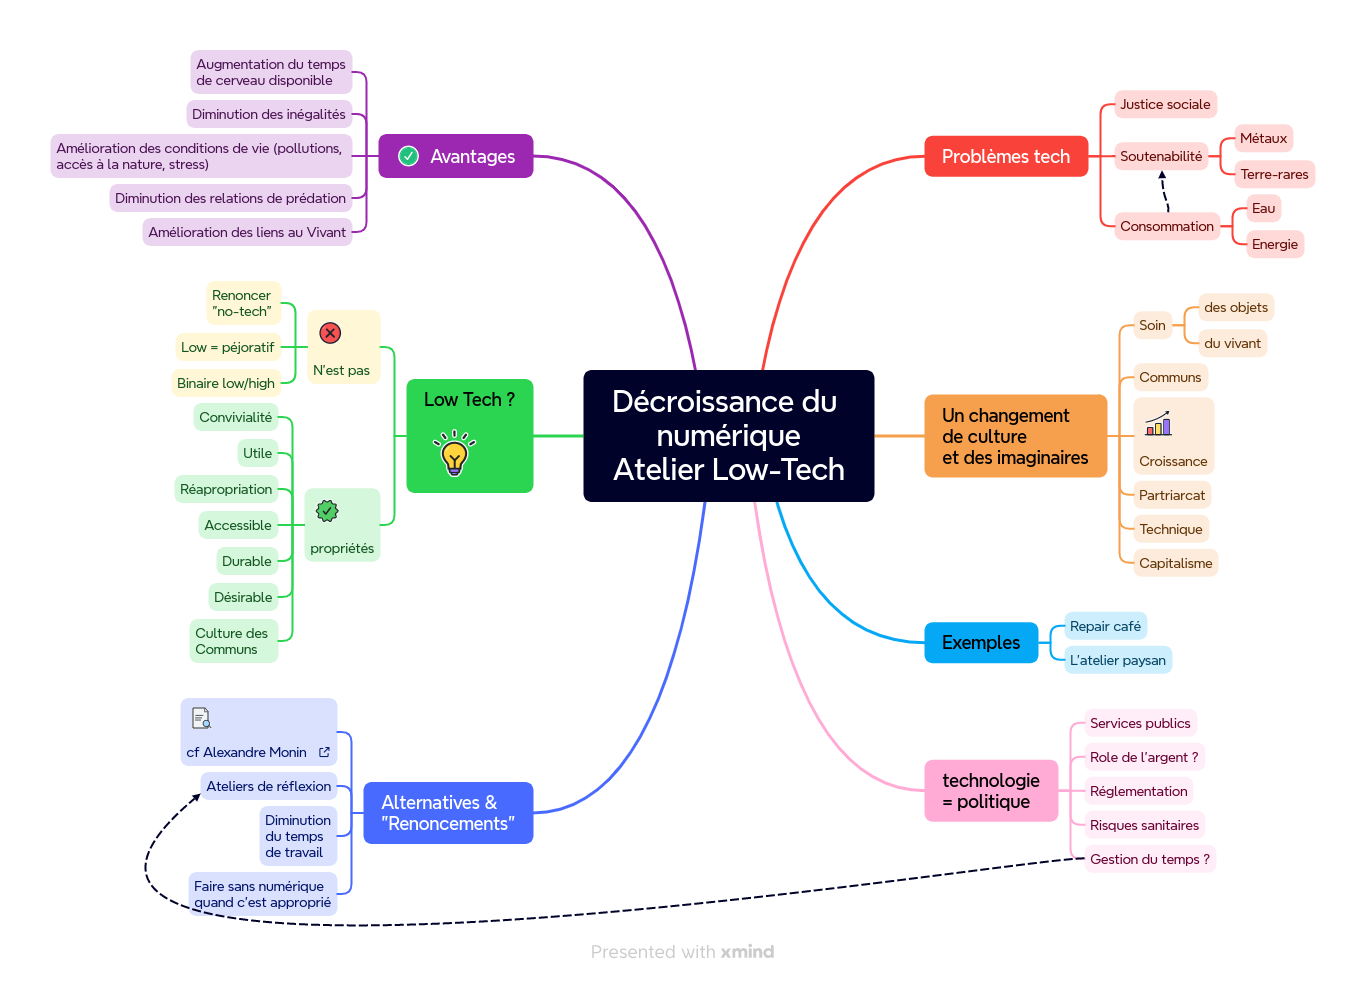 Décroissance du
numérique
Atelier Low-Tech
Avantages
Augmentation du temps
de cerveau disponible
Diminution des inégalités
Amélioration des conditions de vie (pollutions,
accès à la nature, stress)
Diminution des relations de prédation
Amélioration des liens au Vivant
Low Tech ?
N'est pas
Renoncer
"no-tech"
Low = péjoratif
Binaire low/high
propriétés
Convivialité
Utile
Réapropriation
Accessible
Durable
Désirable
Culture des
Communs
Alternatives &
"Renoncements"
cf Alexandre Monin
Ateliers de réflexion
Diminution
du temps
de travail
Faire sans numérique
quand c'est approprié
Problèmes tech
Justice sociale
Soutenabilité
Métaux
Terre-rares
Consommation
Eau
Energie
Un changement
de culture
et des imaginaires
Soin
des objets
du vivant
Communs
Croissance
Partriarcat
Technique
Capitalisme
Exemples
Repair café
L'atelier paysan
technologie
= politique
Services publics
Role de l'argent ?
Réglementation
Risques sanitaires
Gestion du temps ?
Presented with xmind